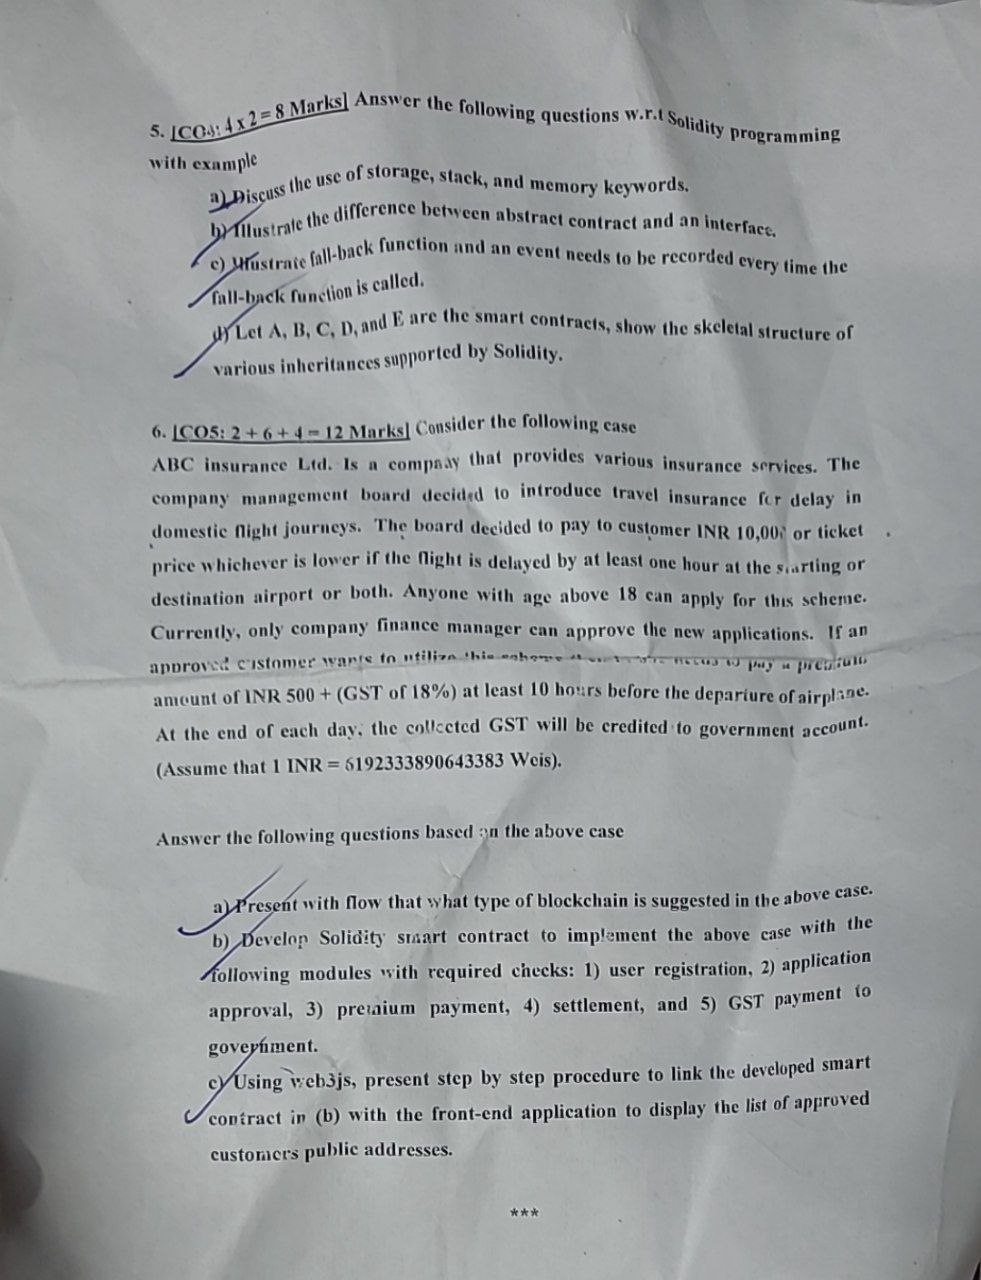 5. [CO4: 4 x 2 = 8 Marks] Answer the following questions w.r.t Solidity programming
with example
a) Discuss the use of storage, stack, and memory keywords.
b) Illustrate the difference between abstract contract and an interface.
c) Illustrate fall-back function and an event needs to be recorded every time the
fall-back function is called.
d) Let A, B, C, D, and E are the smart contracts, show the skeletal structure of
various inheritances supported by Solidity.
6. [CO5: 2 + 6 + 4 = 12 Marks] Consider the following case
ABC insurance Ltd. Is a company that provides various insurance services. The
company management board decided to introduce travel insurance for delay in
domestic flight journeys. The board decided to pay to customer INR 10,000 or ticket
price whichever is lower if the flight is delayed by at least one hour at the starting or
destination airport or both. Anyone with age above 18 can apply for this scheme.
Currently, only company finance manager can approve the new applications. If an
approved customer wants to utilize this scheme needs to pay a premium
amount of INR 500 + (GST of 18%) at least 10 hours before the departure of airplane.
At the end of each day, the collected GST will be credited to government account.
(Assume that 1 INR = 6192333890643383 Weis).
Answer the following questions based on the above case
a) Present with flow that what type of blockchain is suggested in the above case.
b) Develop Solidity smart contract to implement the above case with the
following modules with required checks: 1) user registration, 2) application
approval, 3) premium payment, 4) settlement, and 5) GST payment to
government.
c) Using web3js, present step by step procedure to link the developed smart
contract in (b) with the front-end application to display the list of approved
customers public addresses.
***